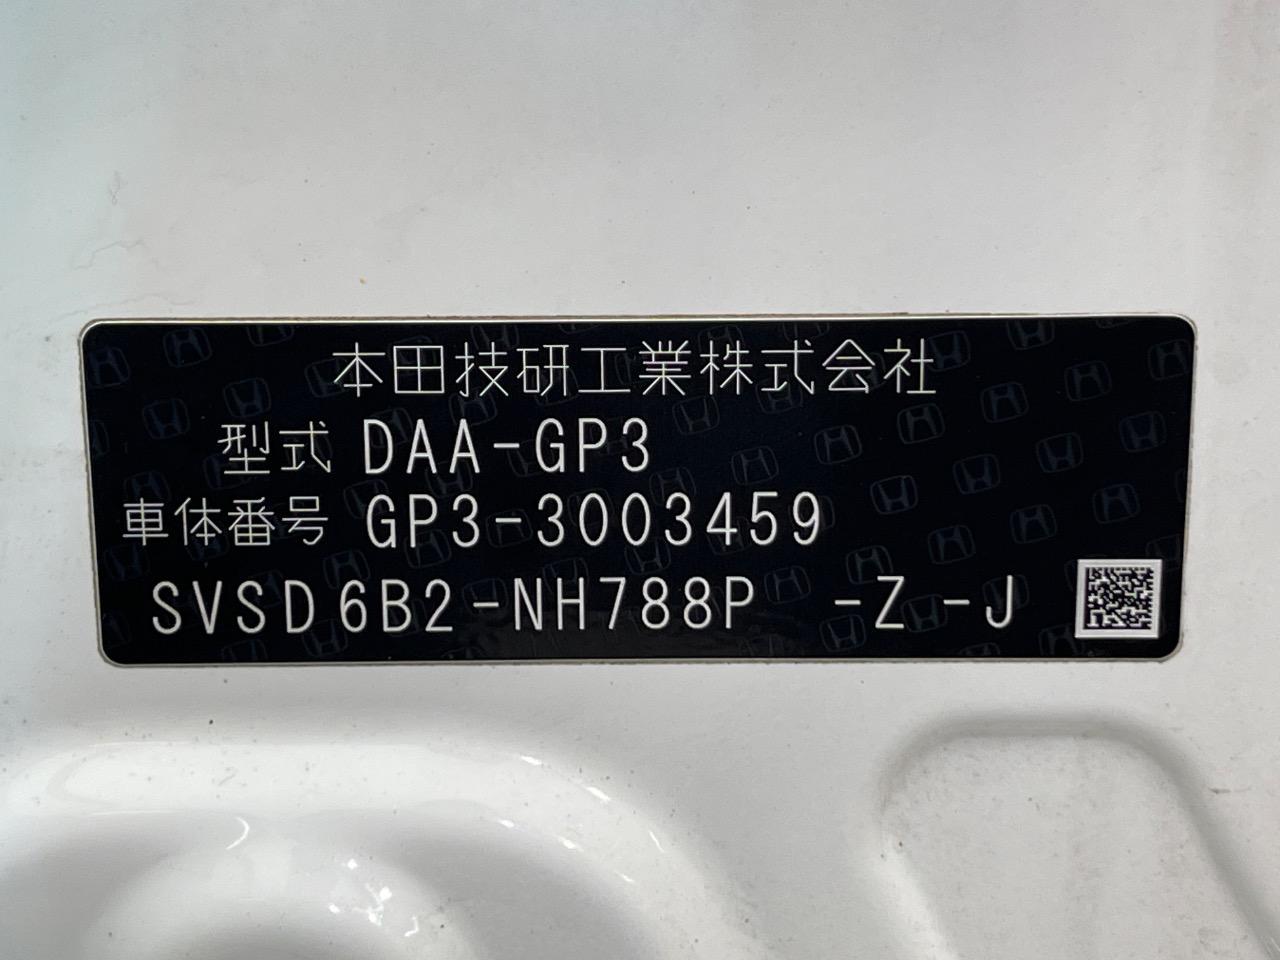 本田技研工業株式会社
型式 DAA-GP3
車体番号 GP3-3003459
SVSD6B2-NH788P -Z-J